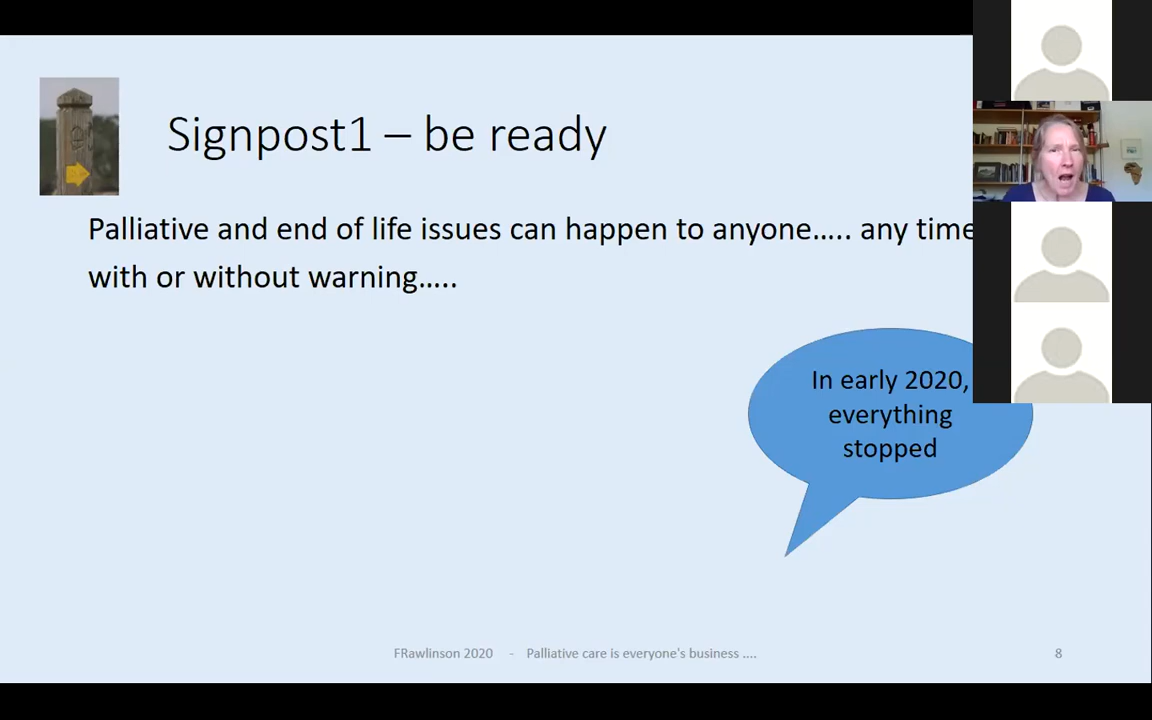 Signpost1 – be ready
Palliative and end of life issues can happen to anyone….. any time
with or without warning…..
In early 2020,
everything
stopped
FRawlinson 2020 - Palliative care is everyone's business ....
8